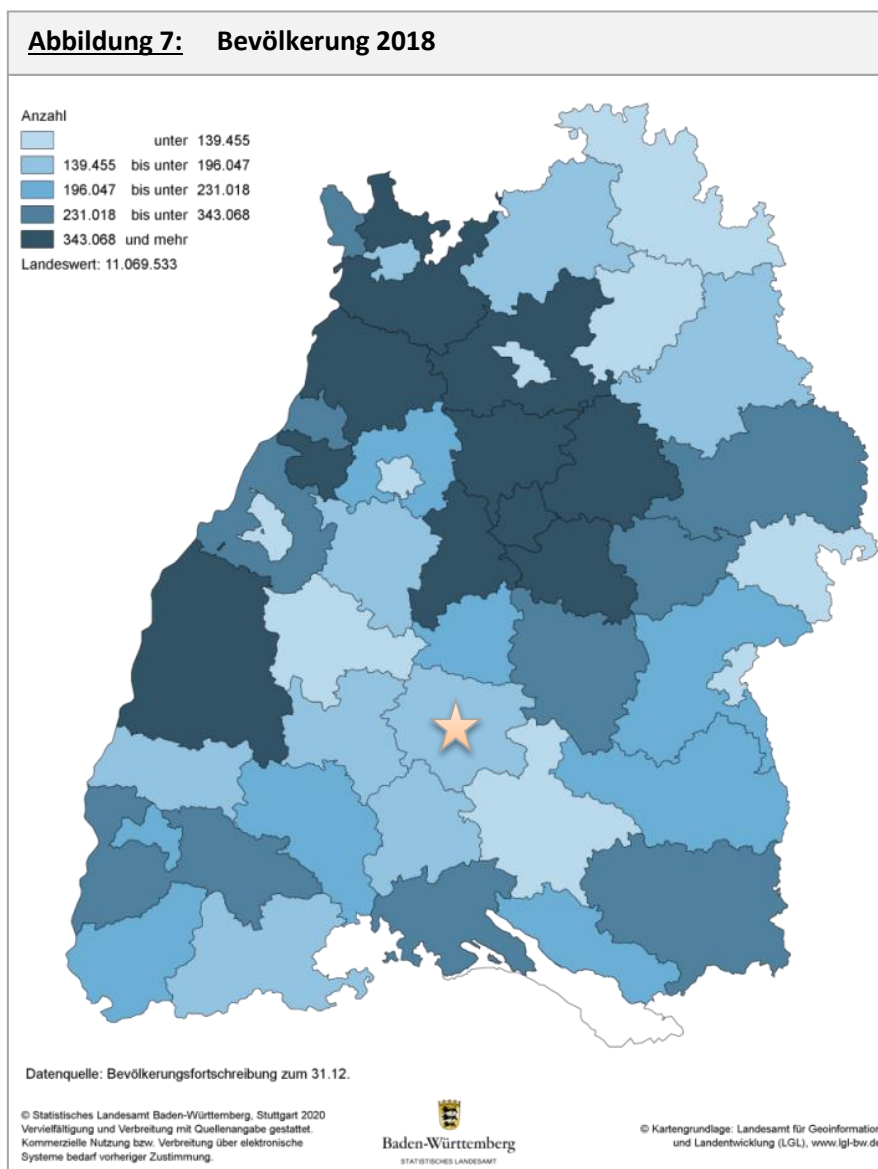 Abbildung 7: Bevölkerung 2018
Anzahl
unter 139.455
139.455 bis unter 196.047
196.047 bis unter 231.018
231.018 bis unter 343.068
343.068 und mehr
Landeswert: 11.069.533
Datenquelle: Bevölkerungsfortschreibung zum 31.12.
© Statistisches Landesamt Baden-Württemberg, Stuttgart 2020
Vervielfältigung und Verbreitung mit Quellenangabe gestattet.
Kommerzielle Nutzung bzw. Verbreitung über elektronische
Systeme bedarf vorheriger Zustimmung.
Baden-Württemberg
STATISTISCHES LANDESAMT
© Kartengrundlage: Landesamt für Geoinformation
und Landentwicklung (LGL), www.lgl-bw.de